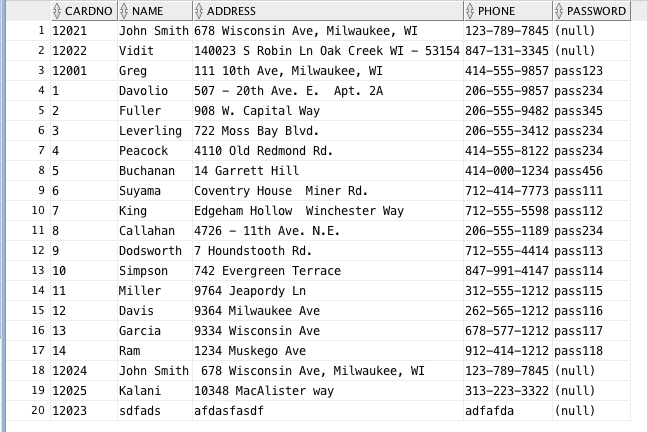 CARDNO NAME ADDRESS PHONE PASSWORD
1 12021 John Smith 678 Wisconsin Ave, Milwaukee, WI 123-789-7845 (null)
2 12022 Vidit 140023 S Robin Ln Oak Creek WI - 53154 847-131-3345 (null)
3 12001 Greg 111 10th Ave, Milwaukee, WI 414-555-9857 pass123
4 1 Davolio 507 - 20th Ave. E.  Apt. 2A 206-555-9857 pass234
5 2 Fuller 908 W. Capital Way 206-555-9482 pass345
6 3 Leverling 722 Moss Bay Blvd. 206-555-3412 pass234
7 4 Peacock 4110 Old Redmond Rd. 414-555-8122 pass234
8 5 Buchanan 14 Garrett Hill 414-000-1234 pass456
9 6 Suyama Coventry House  Miner Rd. 712-414-7773 pass111
10 7 King Edgeham Hollow  Winchester Way 712-555-5598 pass112
11 8 Callahan 4726 - 11th Ave. N.E. 206-555-1189 pass234
12 9 Dodsworth 7 Houndstooth Rd. 712-555-4414 pass113
13 10 Simpson 742 Evergreen Terrace 847-991-4147 pass114
14 11 Miller 9764 Jeapordy Ln 312-555-1212 pass115
15 12 Davis 9364 Milwaukee Ave 262-565-1212 pass116
16 13 Garcia 9334 Wisconsin Ave 678-577-1212 pass117
17 14 Ram 1234 Muskego Ave 912-414-1212 pass118
18 12024 John Smith 678 Wisconsin Ave, Milwaukee, WI 123-789-7845 (null)
19 12025 Kalani 10348 MacAlister way 313-223-3322 (null)
20 12023 sdfads afdasfasdf adfafda (null)